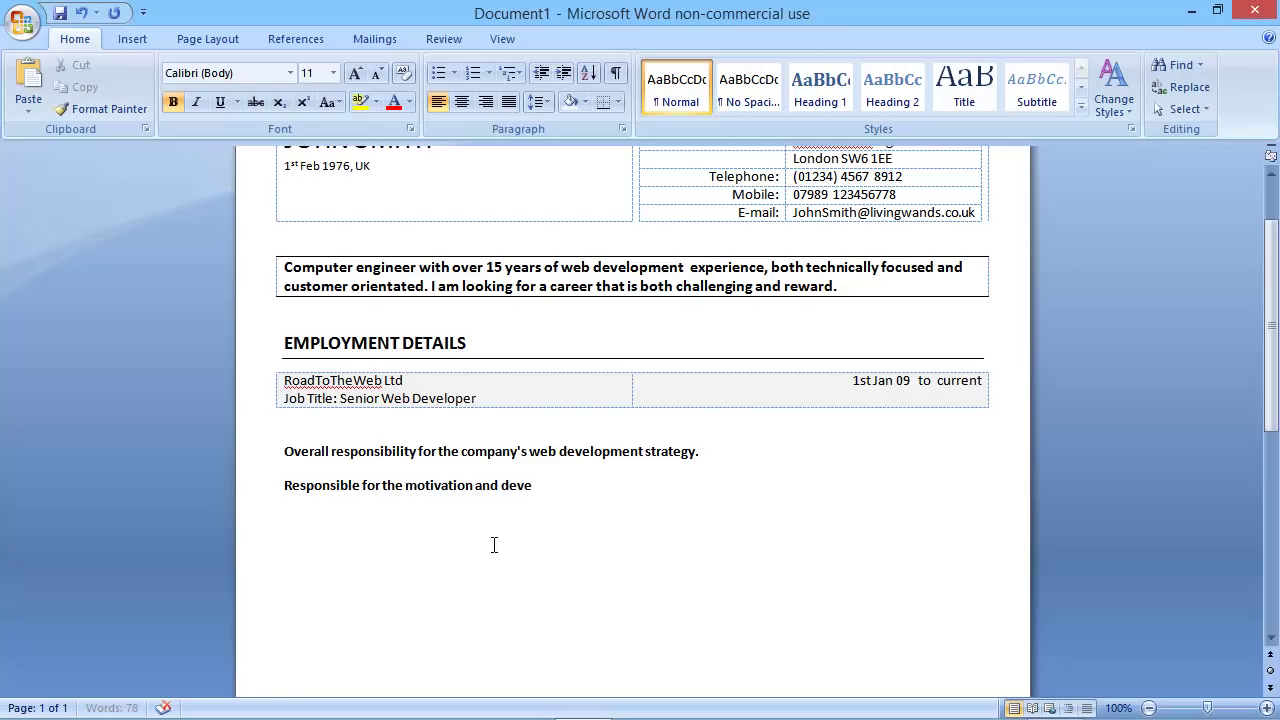 Document1 - Microsoft Word non-commercial use
Home Insert Page Layout References Mailings Review View
Paste
Cut
Copy
Format Painter
Clipboard
Calibri (Body) 11
Font
Paragraph
AaBbCcDc AaBbCcDc AaBbC AaBbCc AaB AaBbCc.
¶ Normal ¶ No Spaci... Heading 1 Heading 2 Title Subtitle
Change Styles
Styles
Find
Replace
Select
Editing
JOHN SMITH
1st Feb 1976, UK
London SW6 1EE
Telephone: (01234) 4567 8912
Mobile: 07989 123456778
E-mail: JohnSmith@livingwands.co.uk
Computer engineer with over 15 years of web development experience, both technically focused and
customer orientated. I am looking for a career that is both challenging and reward.
EMPLOYMENT DETAILS
RoadToTheWeb Ltd 1st Jan 09 to current
Job Title: Senior Web Developer
Overall responsibility for the company's web development strategy.
Responsible for the motivation and deve
Page: 1 of 1 Words: 78 100%